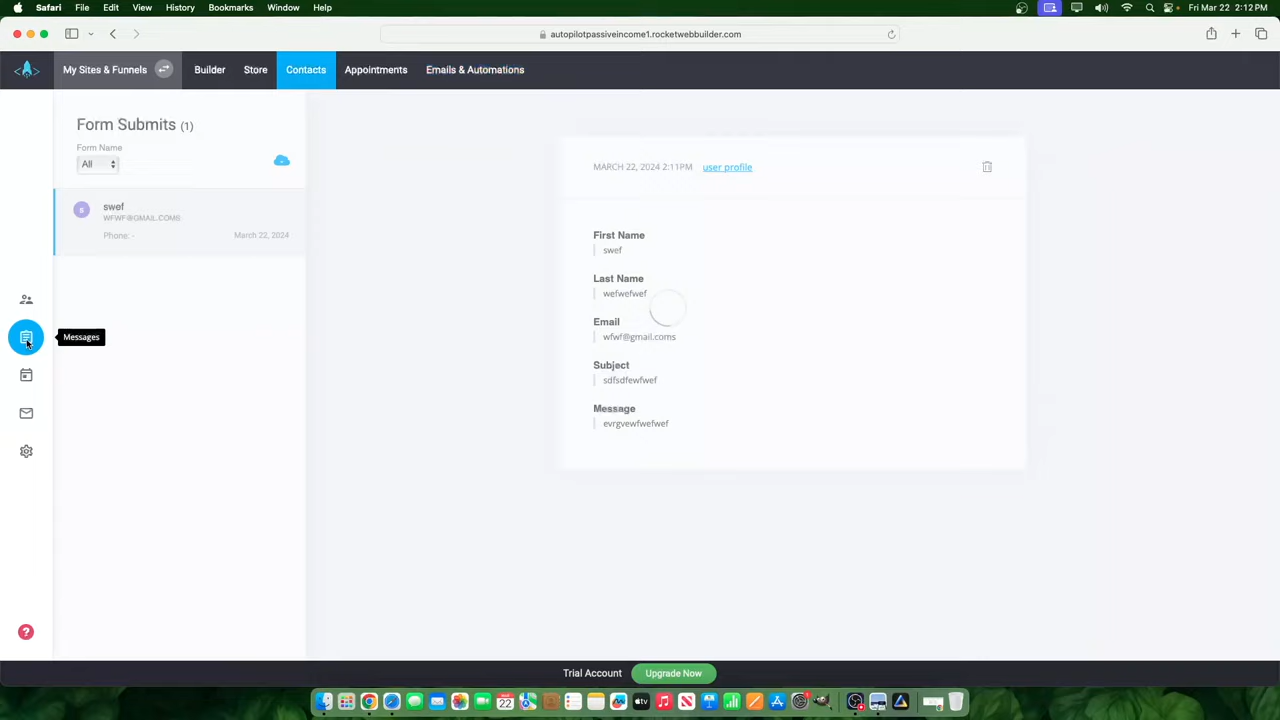 Safari File Edit View History Bookmarks Window Help
Fri Mar 22 2:12 PM
autopilotpassiveincome1.rocketwebbuilder.com
My Sites & Funnels Builder Store Contacts Appointments Emails & Automations
Form Submits (1)
Form Name
All
s
swef
WFWF@GMAIL.COMS
Phone: - March 22, 2024
MARCH 22, 2024 2:11PM user profile
First Name
swef
Last Name
wefwefwef
Email
wfwf@gmail.coms
Subject
sdfsdfewfwef
Message
evrgvewfwefwef
Messages
?
Trial Account Upgrade Now
tv
22